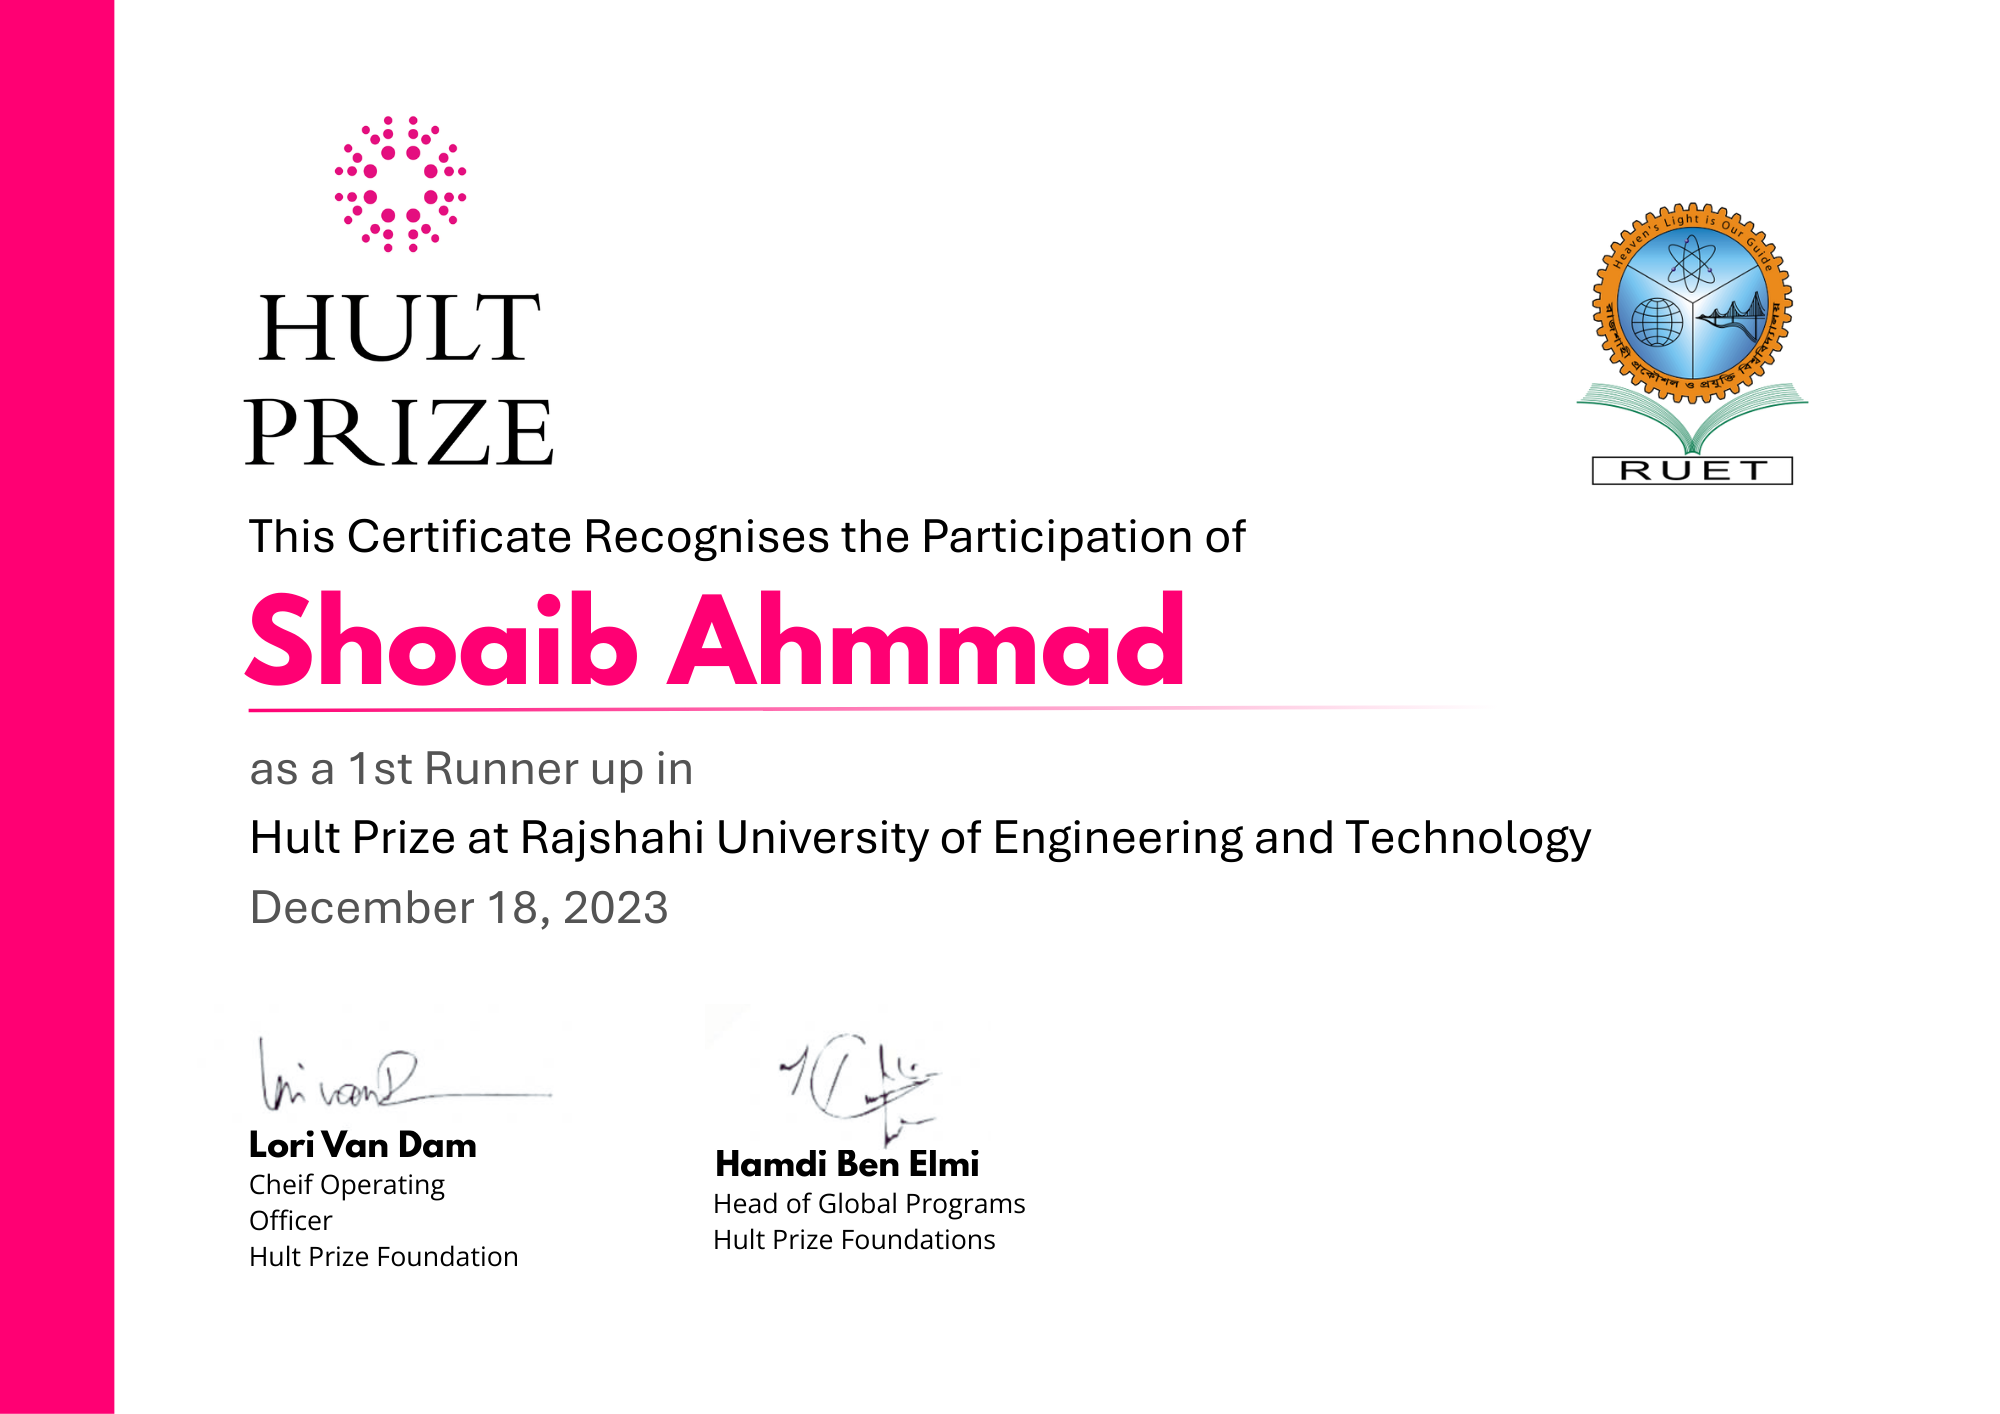 HULT
PRIZE
Heaven's Light is Our Guide
রাজশাহী প্রকৌশল ও প্রযুক্তি বিশ্ববিদ্যালয়
RUET
This Certificate Recognises the Participation of
Shoaib Ahmmad
as a 1st Runner up in
Hult Prize at Rajshahi University of Engineering and Technology
December 18, 2023
Lori Van Dam
Cheif Operating
Officer
Hult Prize Foundation
Hamdi Ben Elmi
Head of Global Programs
Hult Prize Foundations